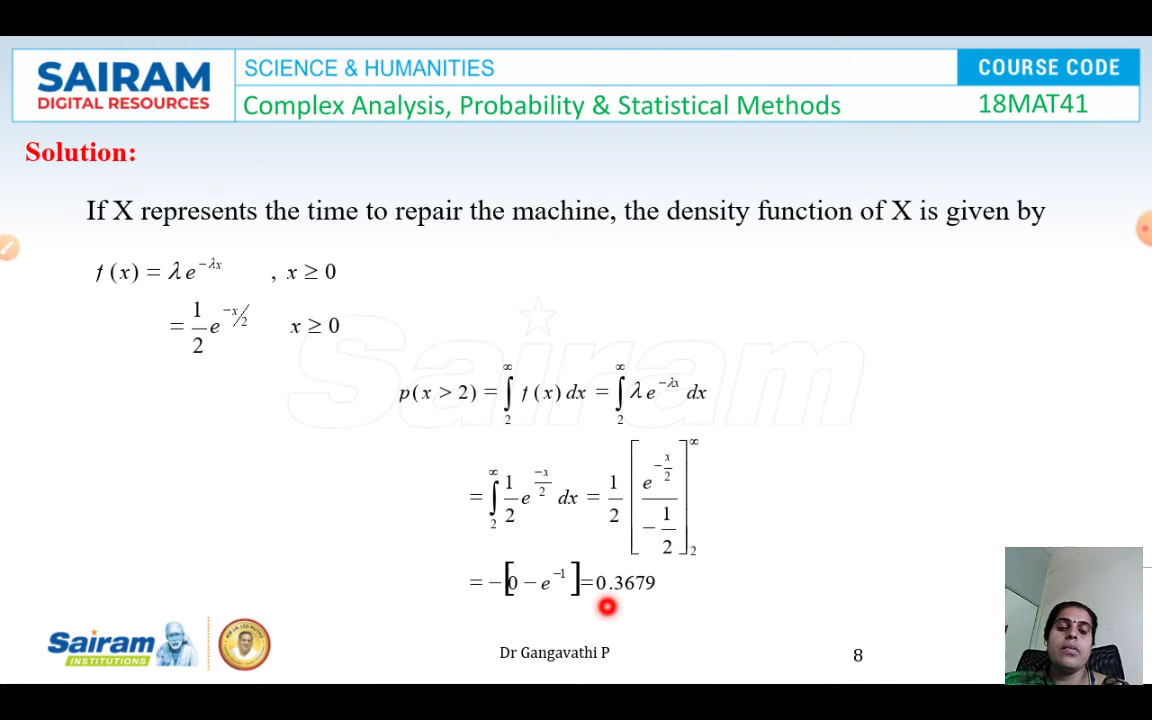 SAIRAM
DIGITAL RESOURCES
SCIENCE & HUMANITIES
COURSE CODE
Complex Analysis, Probability & Statistical Methods
18MAT41
Solution:
If X represents the time to repair the machine, the density function of X is given by
f (x) = λ e^{−λx} , x ≥ 0
= 1/2 e^{−x/2} x ≥ 0
p(x > 2) = ∫_2^∞ f (x) dx = ∫_2^∞ λ e^{−λx} dx
= ∫_2^∞ 1/2 e^{−x/2} dx = 1/2 [ e^{−x/2} / −1/2 ]_2^∞
= −[0 − e^{−1}] = 0.3679
Sairam
Sairam
INSTITUTIONS
Dr Gangavathi P
8